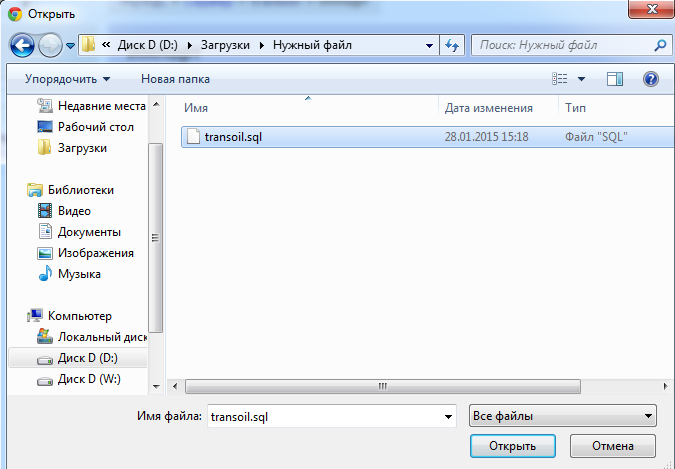 Открыть
« Диск D (D:) Загрузки Нужный файл
Поиск: Нужный файл
Упорядочить Новая папка
Имя Дата изменения Тип
transoil.sql 28.01.2015 15:18 Файл "SQL"
Недавние места
Рабочий стол
Загрузки
Библиотеки
Видео
Документы
Изображения
Музыка
Компьютер
Локальный диск
Диск D (D:)
Диск D (W:)
Имя файла: transoil.sql Все файлы
Открыть Отмена